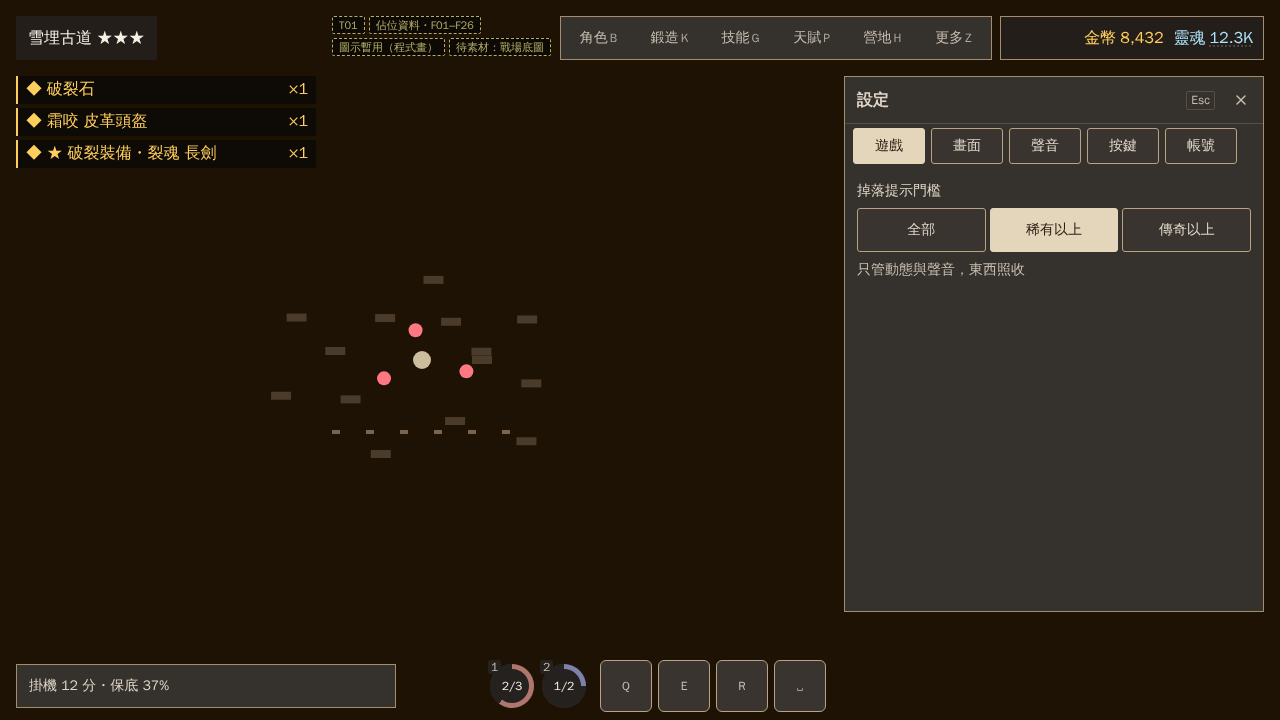 雪埋古道 ★★★
T01 佔位資料・F01–F26
圖示暫用（程式畫） 待素材：戰場底圖
角色B 鍛造K 技能G 天賦P 營地H 更多Z
金幣 8,432 靈魂 12.3K
◆ 破裂石 ×1
◆ 霜咬 皮革頭盔 ×1
◆ ★ 破裂裝備・裂魂 長劍 ×1
設定 Esc ×
遊戲 畫面 聲音 按鍵 帳號
掉落提示門檻
全部 稀有以上 傳奇以上
只管動態與聲音，東西照收
掛機 12 分・保底 37%
1 2/3 2 1/2 Q E R ⎵